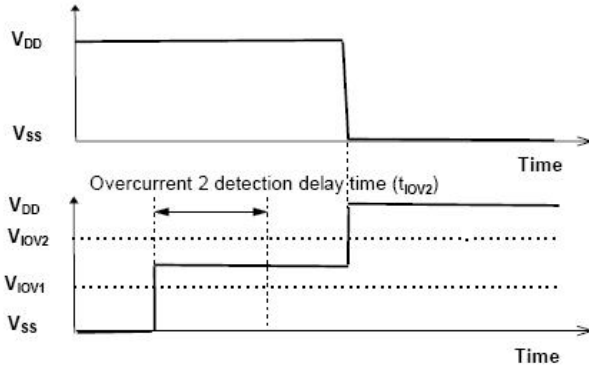 VDD
VSS
Time
Overcurrent 2 detection delay time (tIOV2)
VDD
VIOV2
VIOV1
VSS
Time